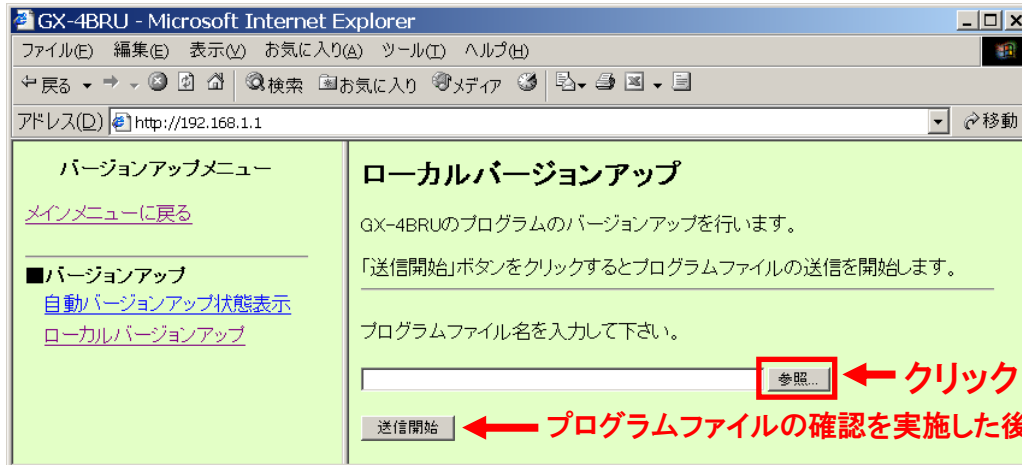 GX-4BRU - Microsoft Internet Explorer
ファイル(F) 編集(E) 表示(V) お気に入り(A) ツール(T) ヘルプ(H)
戻る 検索 お気に入り メディア
アドレス(D) http://192.168.1.1 移動
バージョンアップメニュー
メインメニューに戻る
■バージョンアップ
自動バージョンアップ状態表示
ローカルバージョンアップ
ローカルバージョンアップ
GX-4BRUのプログラムのバージョンアップを行います。
「送信開始」ボタンをクリックするとプログラムファイルの送信を開始します。
プログラムファイル名を入力して下さい。
参照... クリック
送信開始 プログラムファイルの確認を実施した後